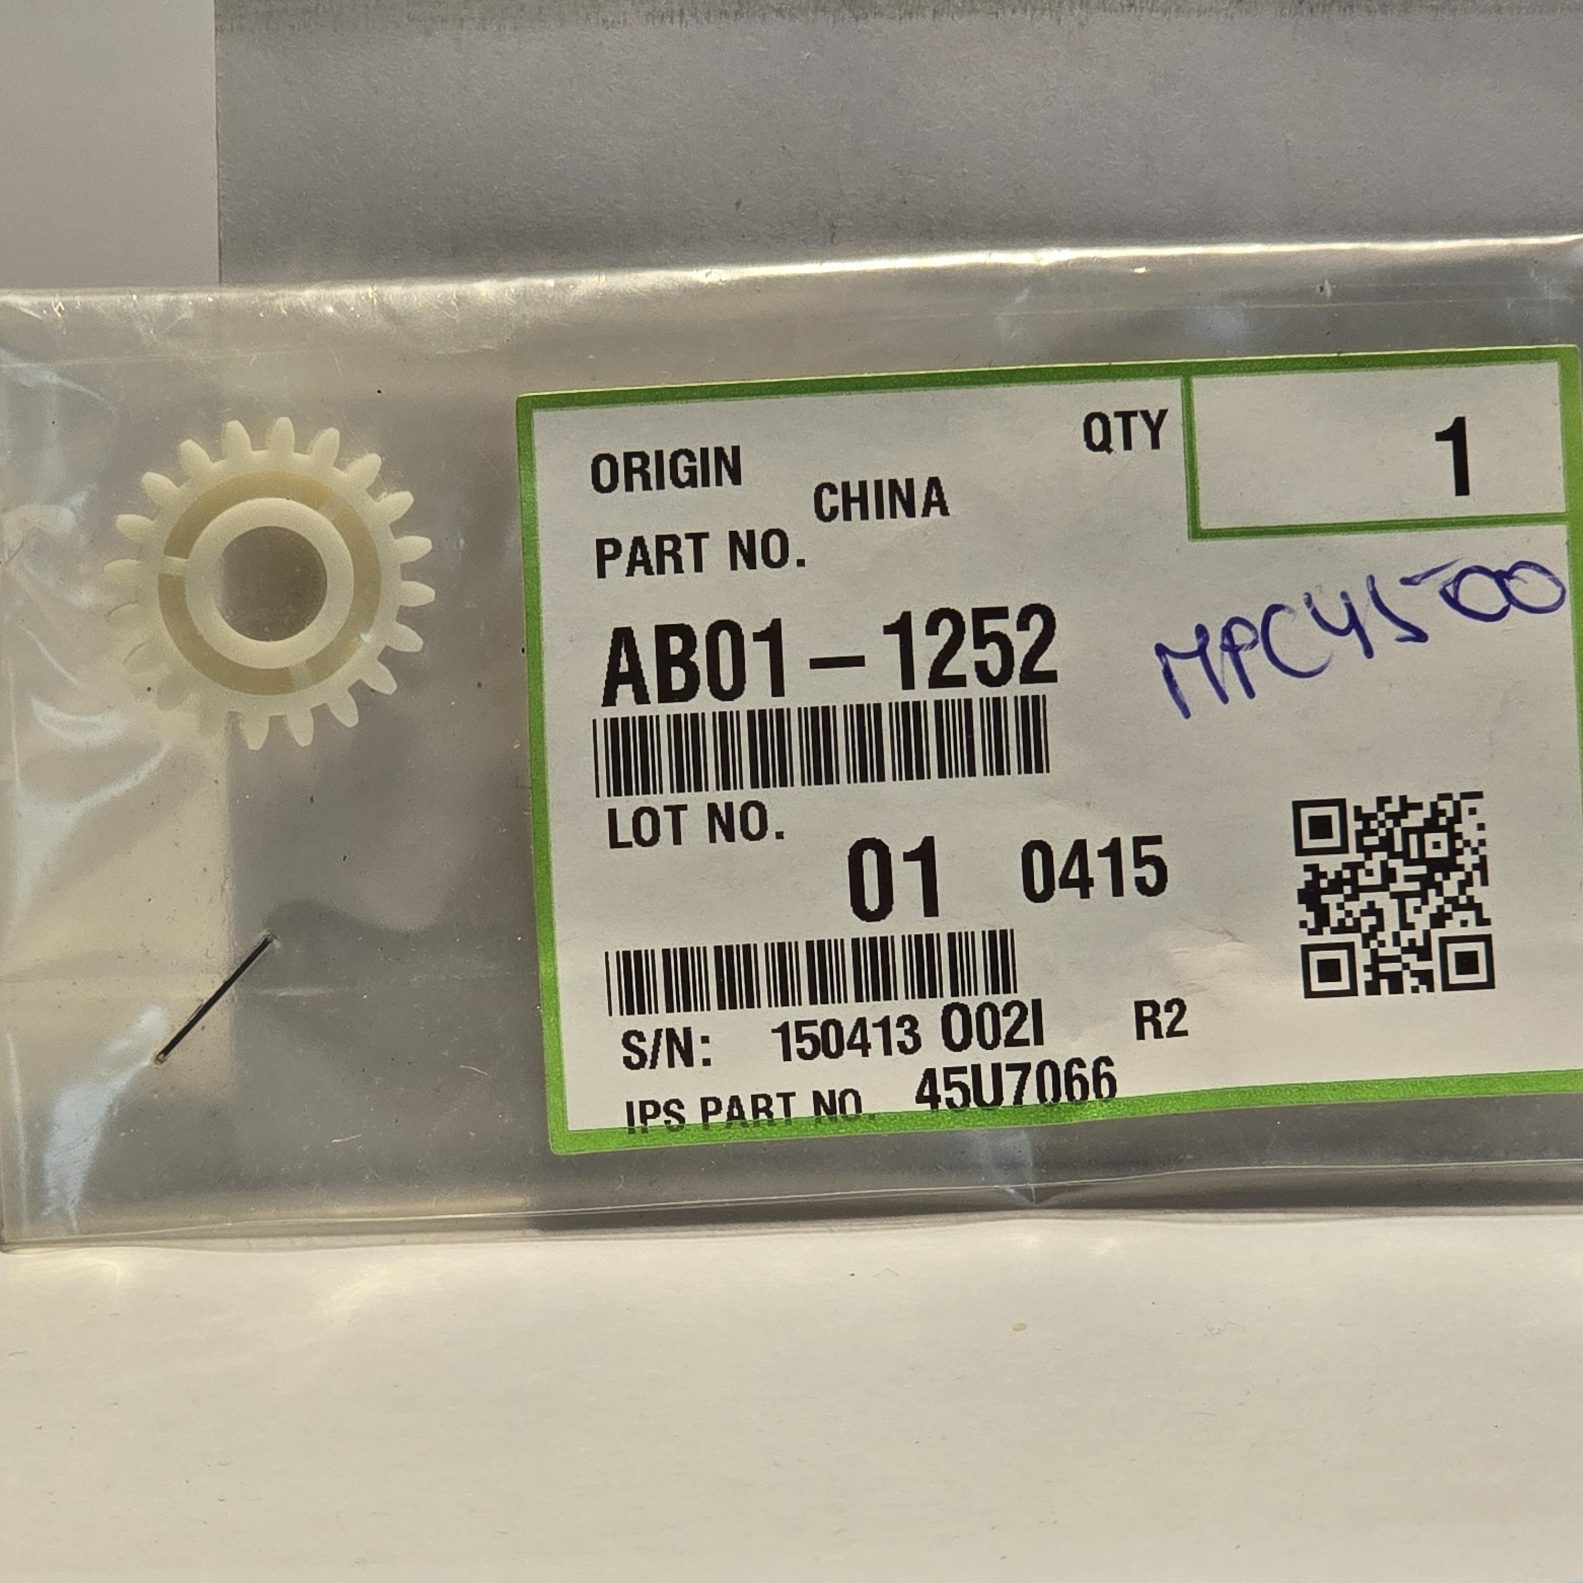 ORIGIN
CHINA
QTY
1
PART NO.
AB01-1252
MPC4500
LOT NO.
01 0415
S/N: 150413 002I R2
IPS PART NO. 45U7066